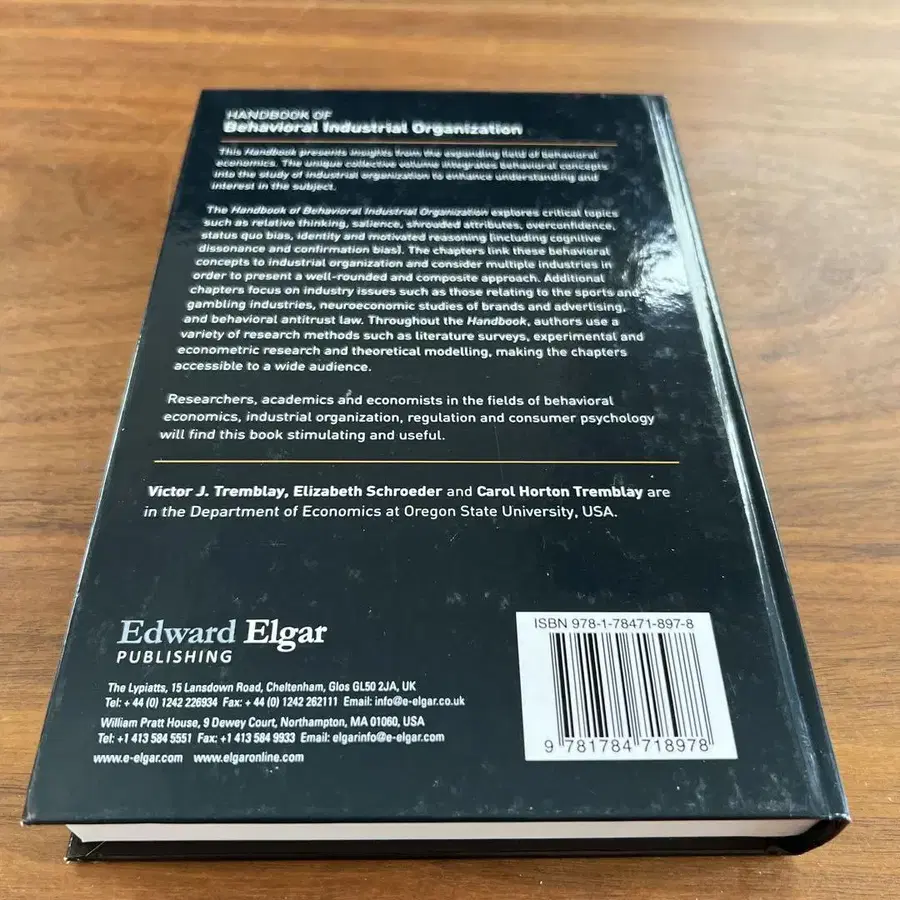 HANDBOOK OF
Behavioral Industrial Organization
This Handbook presents insights from the expanding field of behavioral
economics. The unique collective volume integrates behavioral concepts
into the study of industrial organization to enhance understanding and
interest in the subject.
The Handbook of Behavioral Industrial Organization explores critical topics
such as relative thinking, salience, shrouded attributes, overconfidence,
status quo bias, identity and motivated reasoning (including cognitive
dissonance and confirmation bias). The chapters link these behavioral
concepts to industrial organization and consider multiple industries in
order to present a well-rounded and composite approach. Additional
chapters focus on industry issues such as those relating to the sports and
gambling industries, neuroeconomic studies of brands and advertising,
and behavioral antitrust law. Throughout the Handbook, authors use a
variety of research methods such as literature surveys, experimental and
econometric research and theoretical modelling, making the chapters
accessible to a wide audience.
Researchers, academics and economists in the fields of behavioral
economics, industrial organization, regulation and consumer psychology
will find this book stimulating and useful.
Victor J. Tremblay, Elizabeth Schroeder and Carol Horton Tremblay are
in the Department of Economics at Oregon State University, USA.
Edward Elgar
PUBLISHING
The Lypiatts, 15 Lansdown Road, Cheltenham, Glos GL50 2JA, UK
Tel: + 44 (0) 1242 226934 Fax: + 44 (0) 1242 262111 Email: info@e-elgar.co.uk
William Pratt House, 9 Dewey Court, Northampton, MA 01060, USA
Tel: +1 413 584 5551 Fax: +1 413 584 9933 Email: elgarinfo@e-elgar.com
www.e-elgar.com www.elgaronline.com
ISBN 978-1-78471-897-8
9 781784 718978